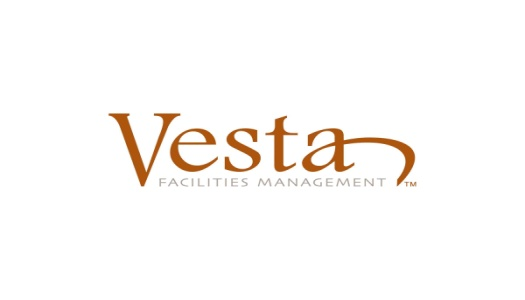 Vesta
FACILITIES MANAGEMENT ™